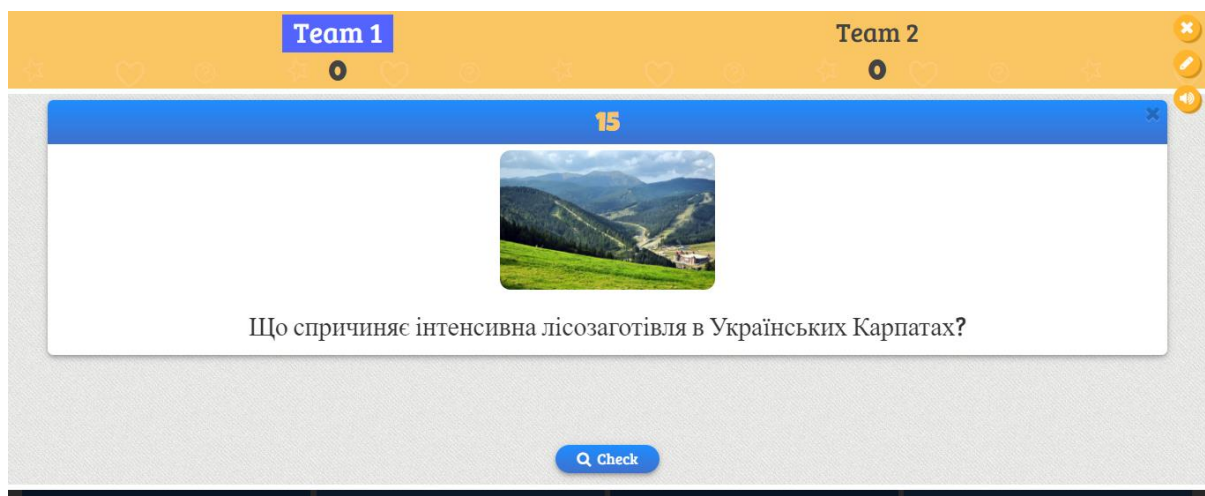 Team 1
0
Team 2
0
15
Що спричиняє інтенсивна лісозаготівля в Українських Карпатах?
Check